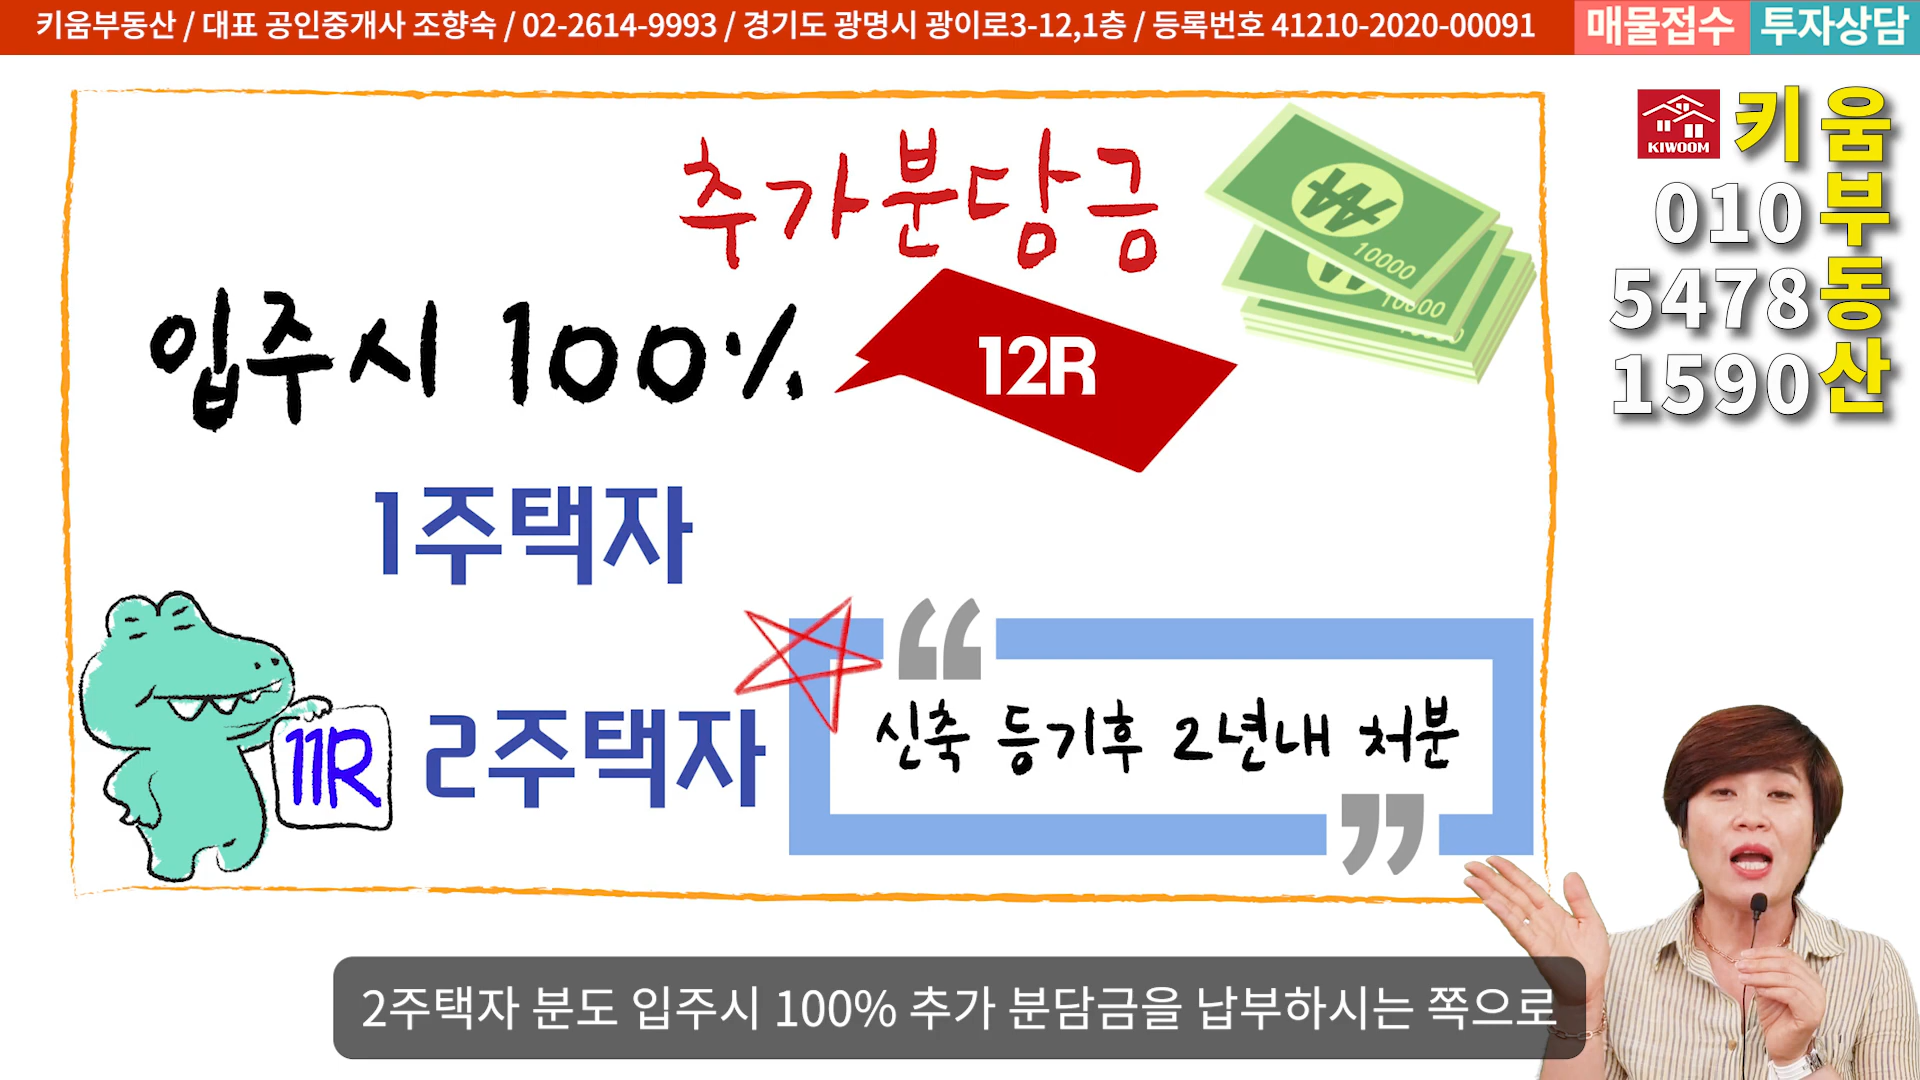 키움부동산 / 대표 공인중개사 조향숙 / 02-2614-9993 / 경기도 광명시 광이로3-12,1층 / 등록번호 41210-2020-00091
매물접수 투자상담
KIWOOM
키움부동산
010
5478
1590
추가분담금
10000
10000
입주시 100%
12R
1주택자
11R
2주택자
“
신축 등기후 2년내 처분
”
2주택자 분도 입주시 100% 추가 분담금을 납부하시는 쪽으로